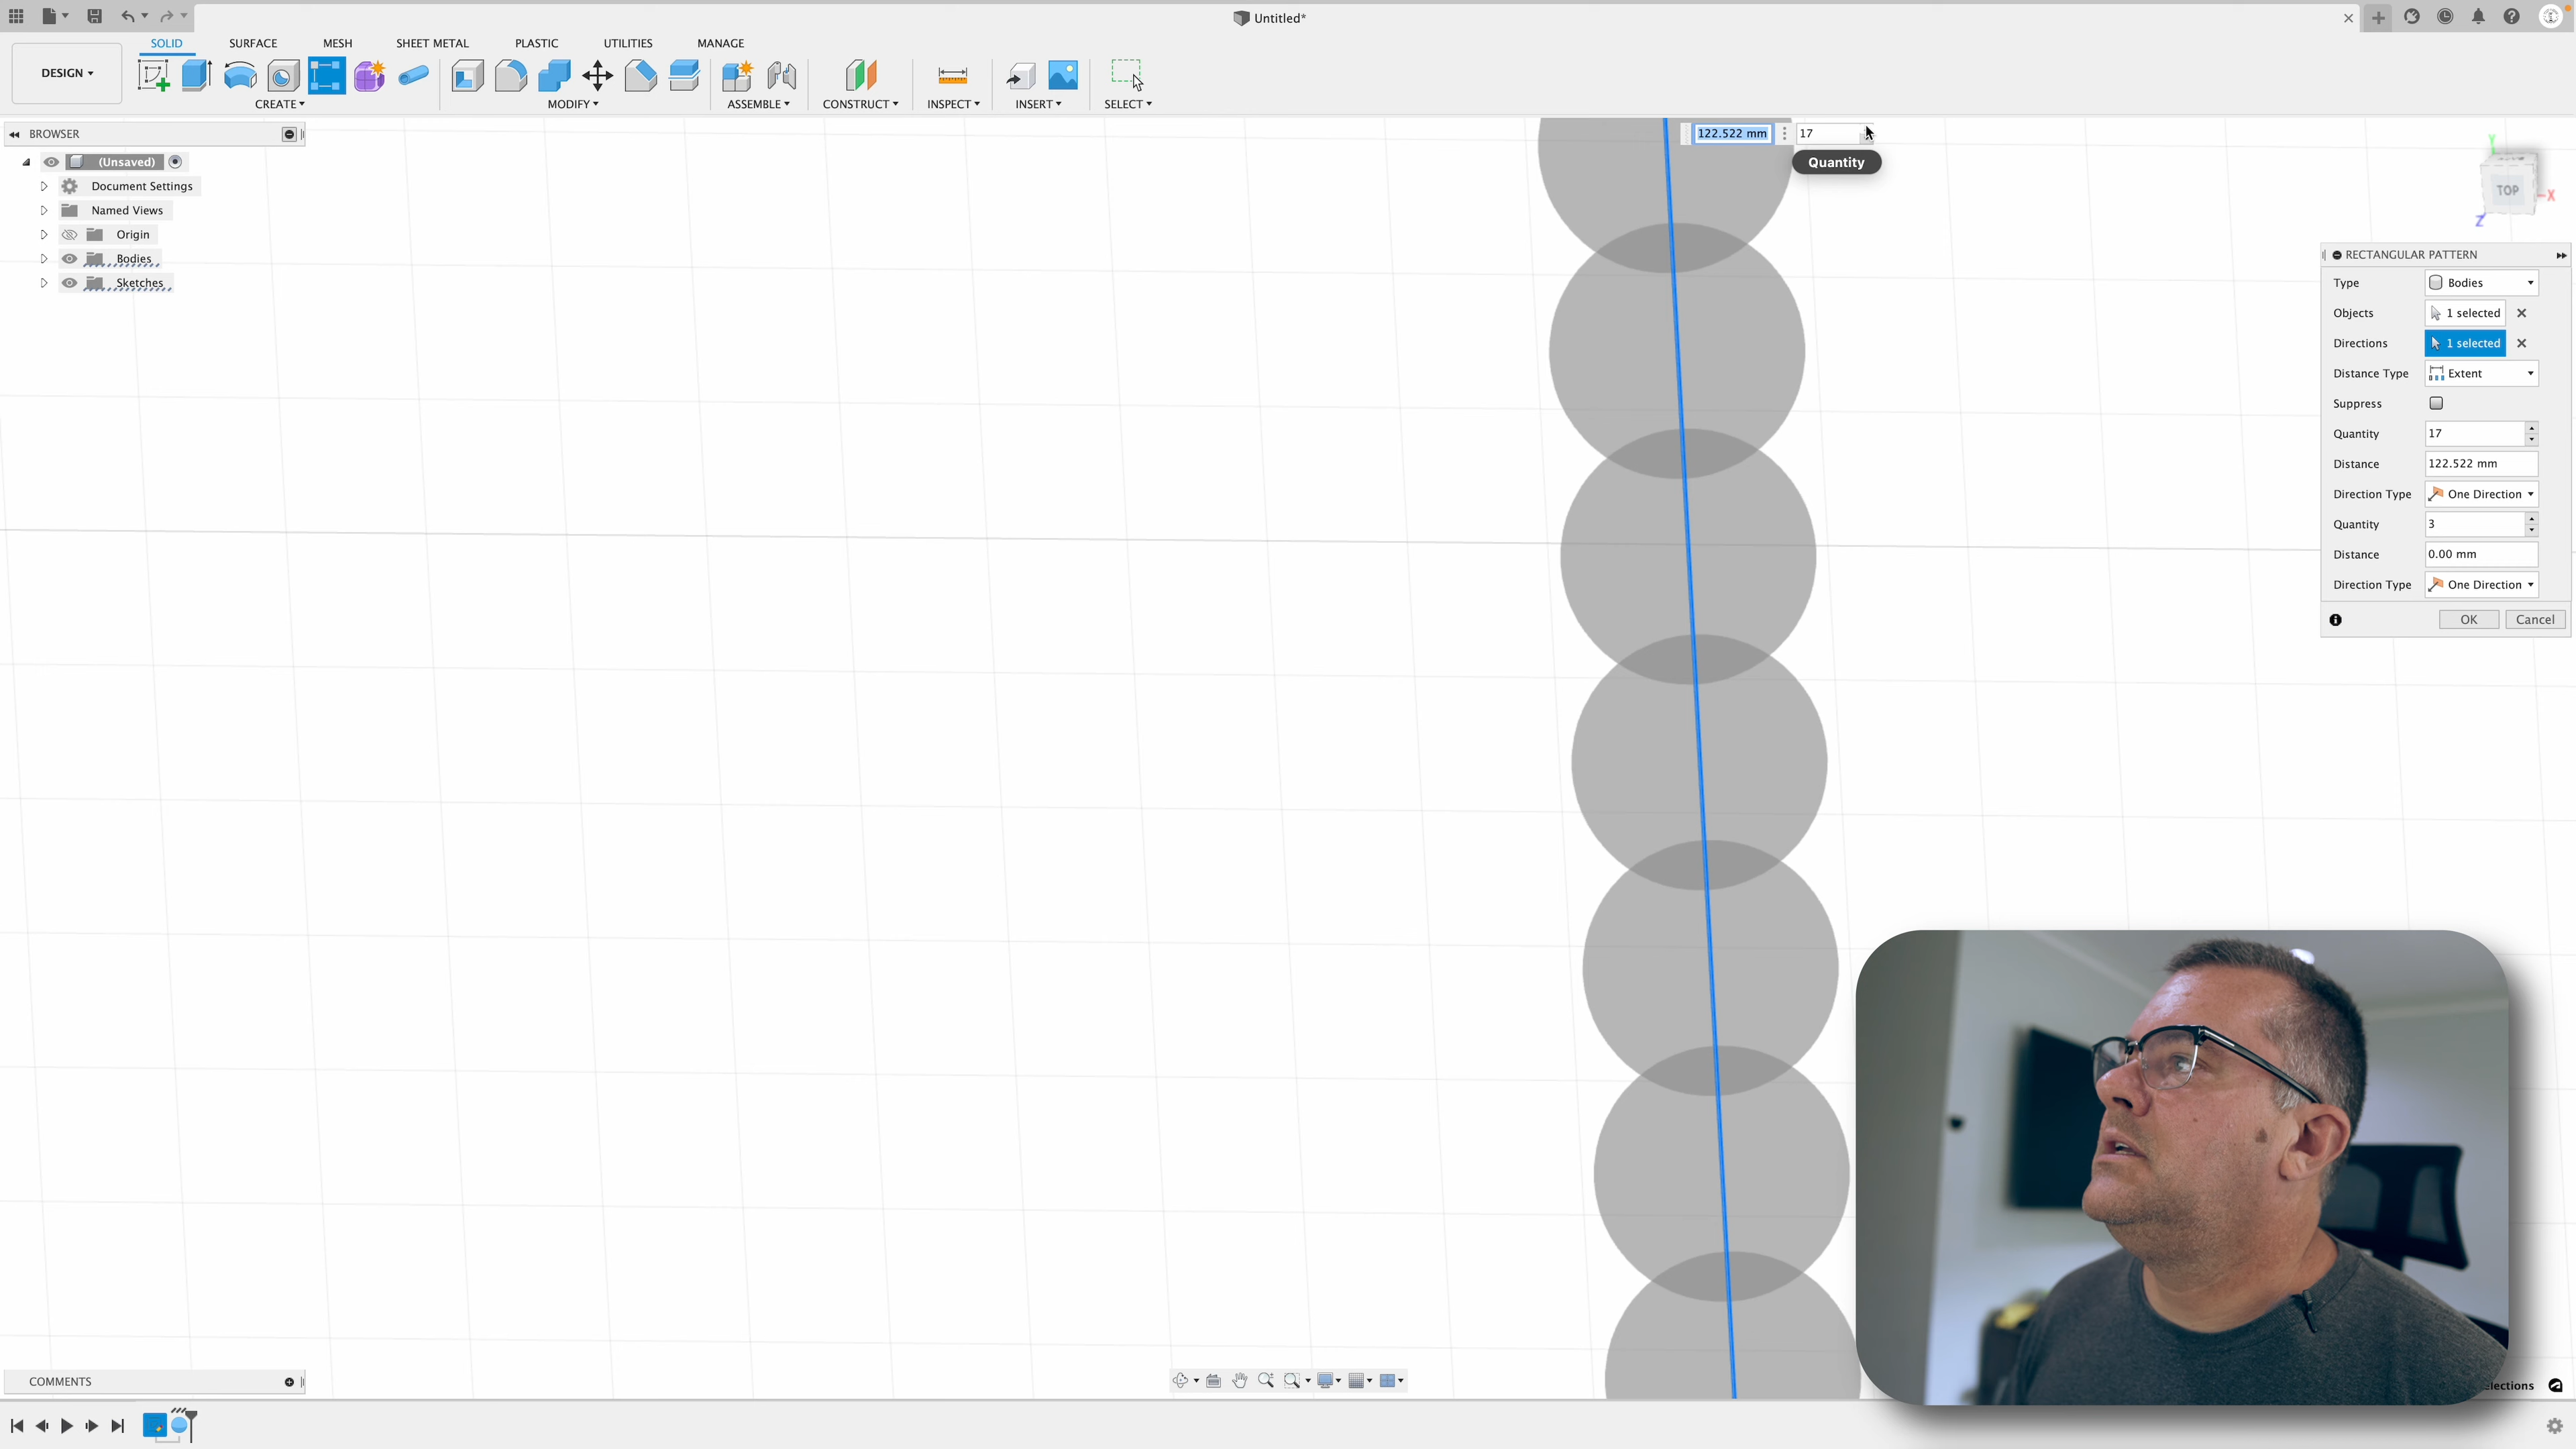 Untitled*
DESIGN
SOLID
SURFACE
MESH
SHEET METAL
PLASTIC
UTILITIES
MANAGE
CREATE
MODIFY
ASSEMBLE
CONSTRUCT
INSPECT
INSERT
SELECT
BROWSER
(Unsaved)
Document Settings
Named Views
Origin
Bodies
Sketches
122.522 mm
17
Quantity
Y
TOP
X
Z
RECTANGULAR PATTERN
Type Bodies
Objects 1 selected
Directions 1 selected
Distance Type Extent
Suppress
Quantity 17
Distance 122.522 mm
Direction Type One Direction
Quantity 3
Distance 0.00 mm
Direction Type One Direction
OK Cancel
COMMENTS